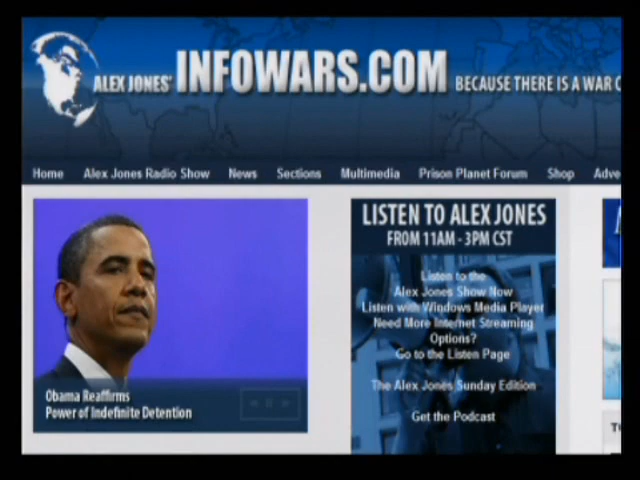 ALEX JONES' INFOWARS.COM BECAUSE THERE IS A WAR
Home Alex Jones Radio Show News Sections Multimedia Prison Planet Forum Shop
LISTEN TO ALEX JONES
FROM 11AM - 3PM CST
Listen to the
Alex Jones Show Now
Listen with Windows Media Player
Need More Internet Streaming
Options?
Go to the Listen Page
The Alex Jones Sunday Edition
Get the Podcast
Obama Reaffirms
Power of Indefinite Detention